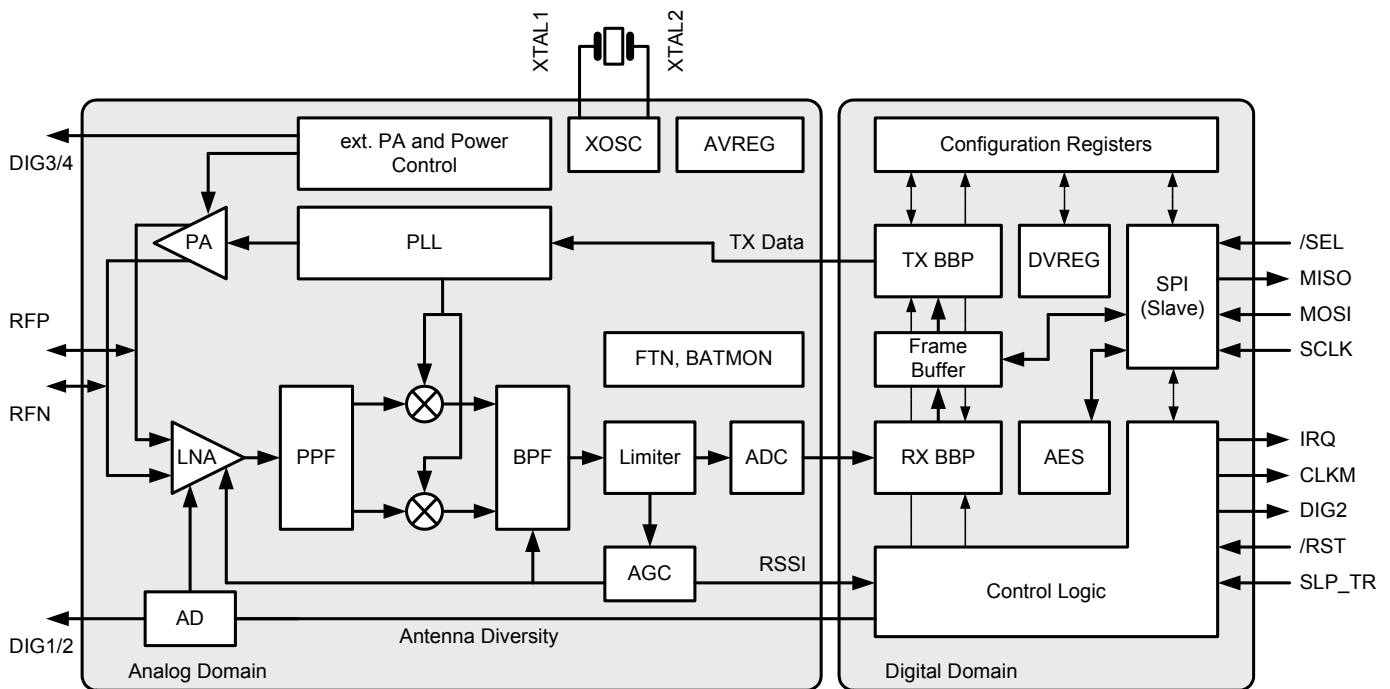 XTAL1
XTAL2
DIG3/4
ext. PA and Power
Control
XOSC
AVREG
Configuration Registers
PA
PLL
TX Data
TX BBP
DVREG
SPI
(Slave)
/SEL
MISO
MOSI
SCLK
RFP
RFN
FTN, BATMON
Frame
Buffer
LNA
PPF
BPF
Limiter
ADC
RX BBP
AES
IRQ
CLKM
DIG2
/RST
SLP_TR
AGC
RSSI
Control Logic
AD
DIG1/2
Antenna Diversity
Analog Domain
Digital Domain